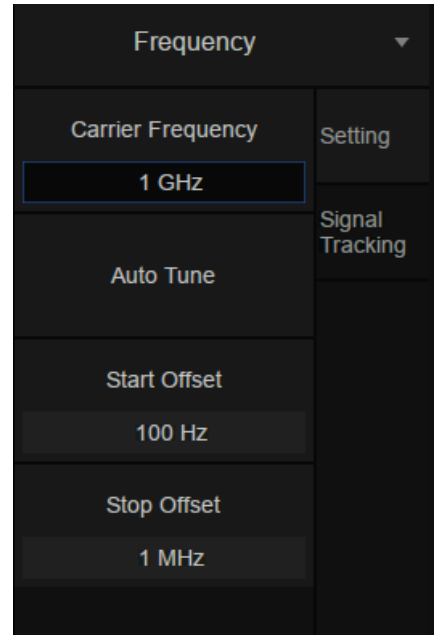 Frequency
Carrier Frequency
1 GHz
Setting
Auto Tune
Signal
Tracking
Start Offset
100 Hz
Stop Offset
1 MHz